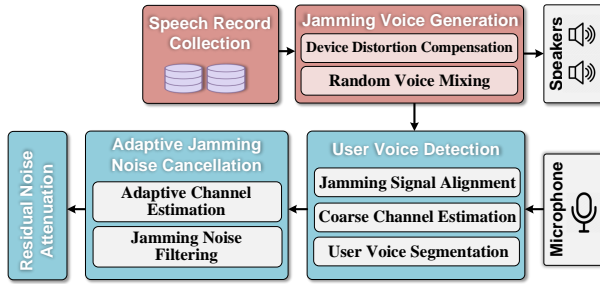 Speech Record
Collection
Jamming Voice Generation
Device Distortion Compensation
Random Voice Mixing
Speakers
Residual Noise
Attenuation
Adaptive Jamming
Noise Cancellation
Adaptive Channel
Estimation
Jamming Noise
Filtering
User Voice Detection
Jamming Signal Alignment
Coarse Channel Estimation
User Voice Segmentation
Microphone